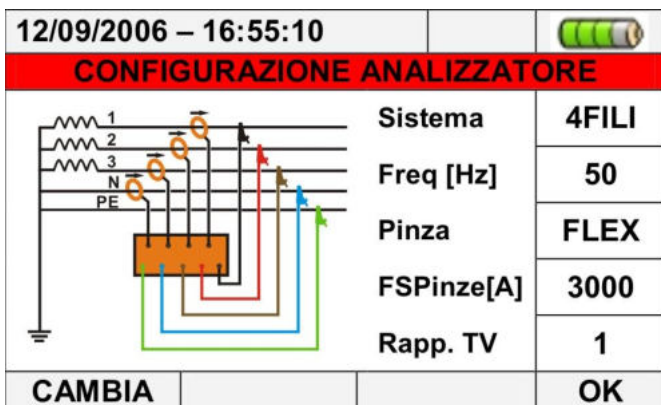 12/09/2006 – 16:55:10
CONFIGURAZIONE ANALIZZATORE
1
2
3
N
PE
Sistema 4FILI
Freq [Hz] 50
Pinza FLEX
FSPinze[A] 3000
Rapp. TV 1
CAMBIA OK